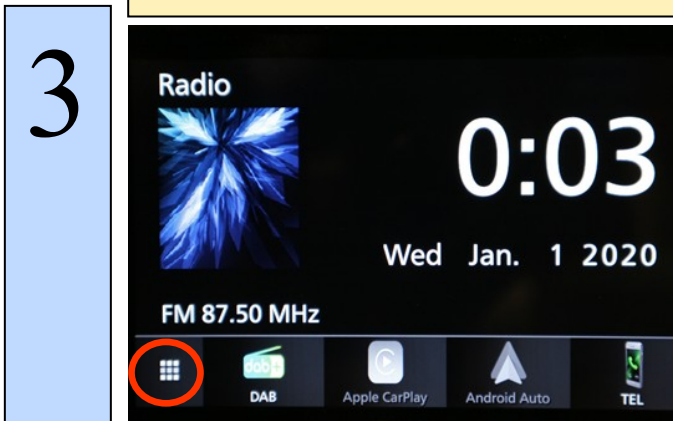 3
Radio
0:03
Wed Jan. 1 2020
FM 87.50 MHz
dab+
DAB
Apple CarPlay
Android Auto
TEL